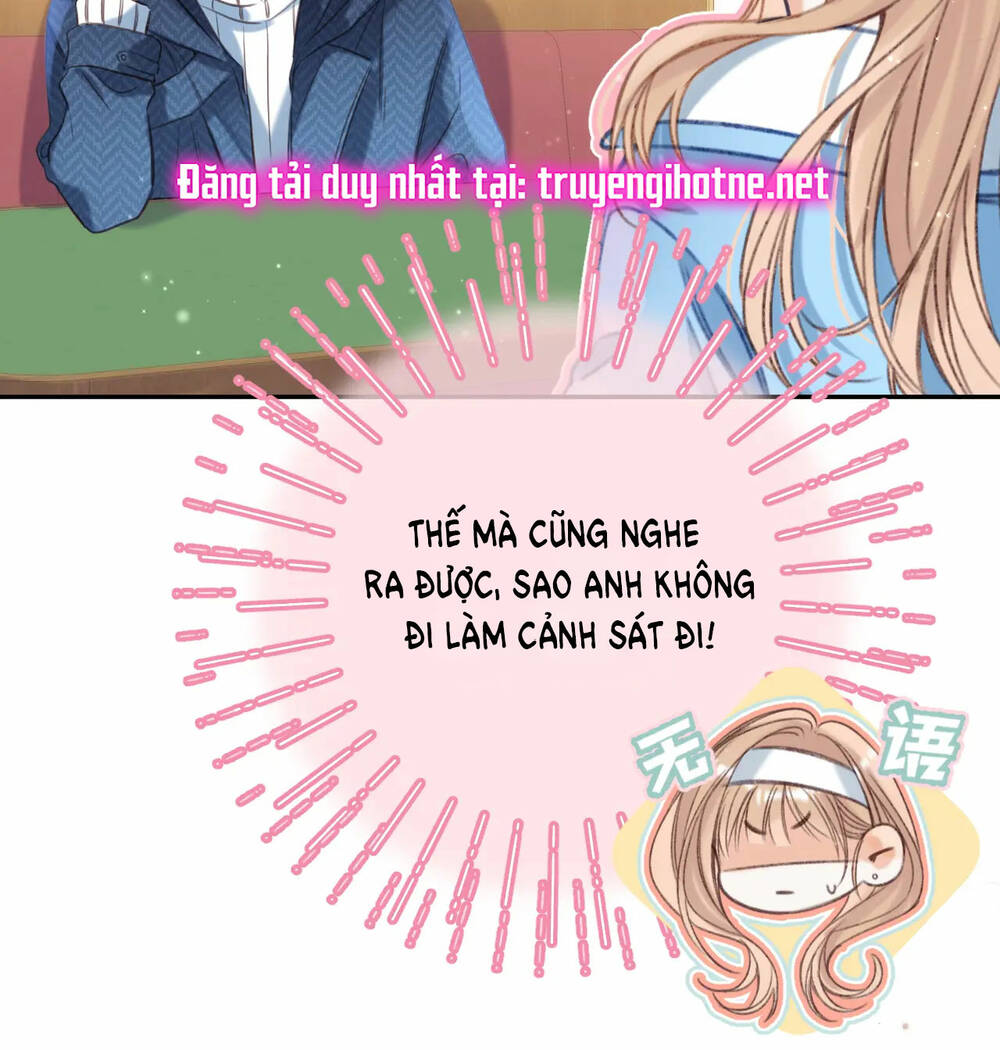 Đăng tải duy nhất tại: truyengihotne.net
THẾ MÀ CŨNG NGHE
RA ĐƯỢC, SAO ANH KHÔNG
ĐI LÀM CẢNH SÁT ĐI!
无语